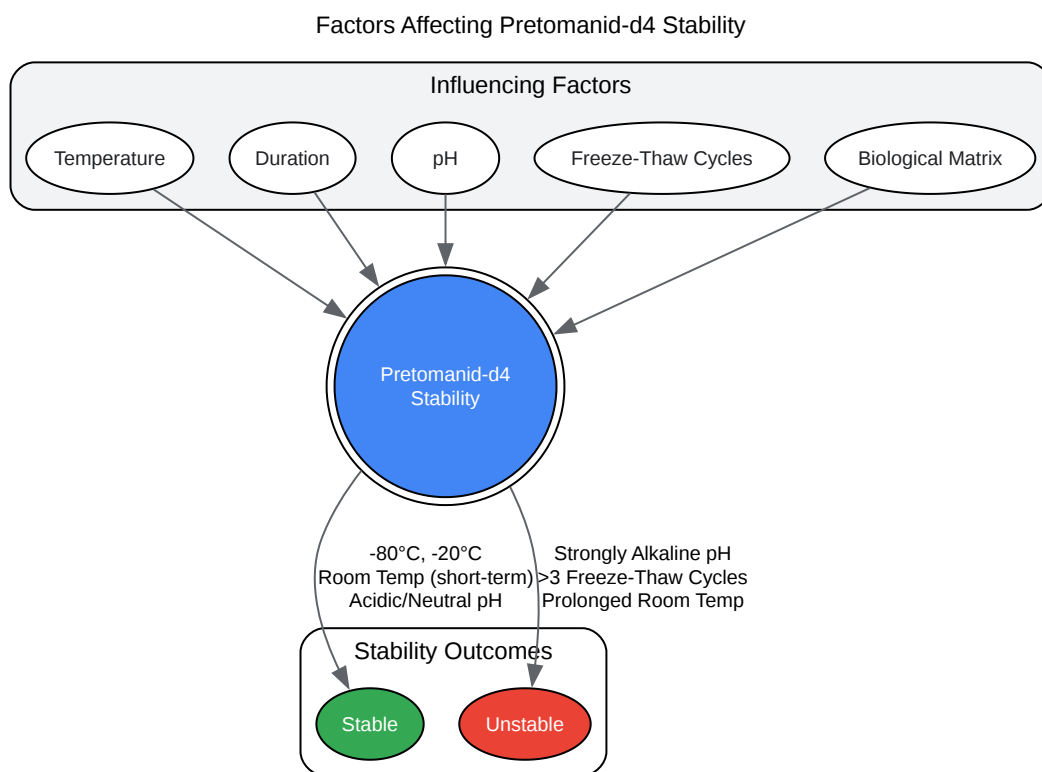 Factors Affecting Pretomanid-d4 Stability
Influencing Factors
Temperature
Duration
pH
Freeze-Thaw Cycles
Biological Matrix
Pretomanid-d4
Stability
-80°C, -20°C
Room Temp (short-term)
Acidic/Neutral pH
Strongly Alkaline pH
>3 Freeze-Thaw Cycles
Prolonged Room Temp
Stability Outcomes
Stable
Unstable